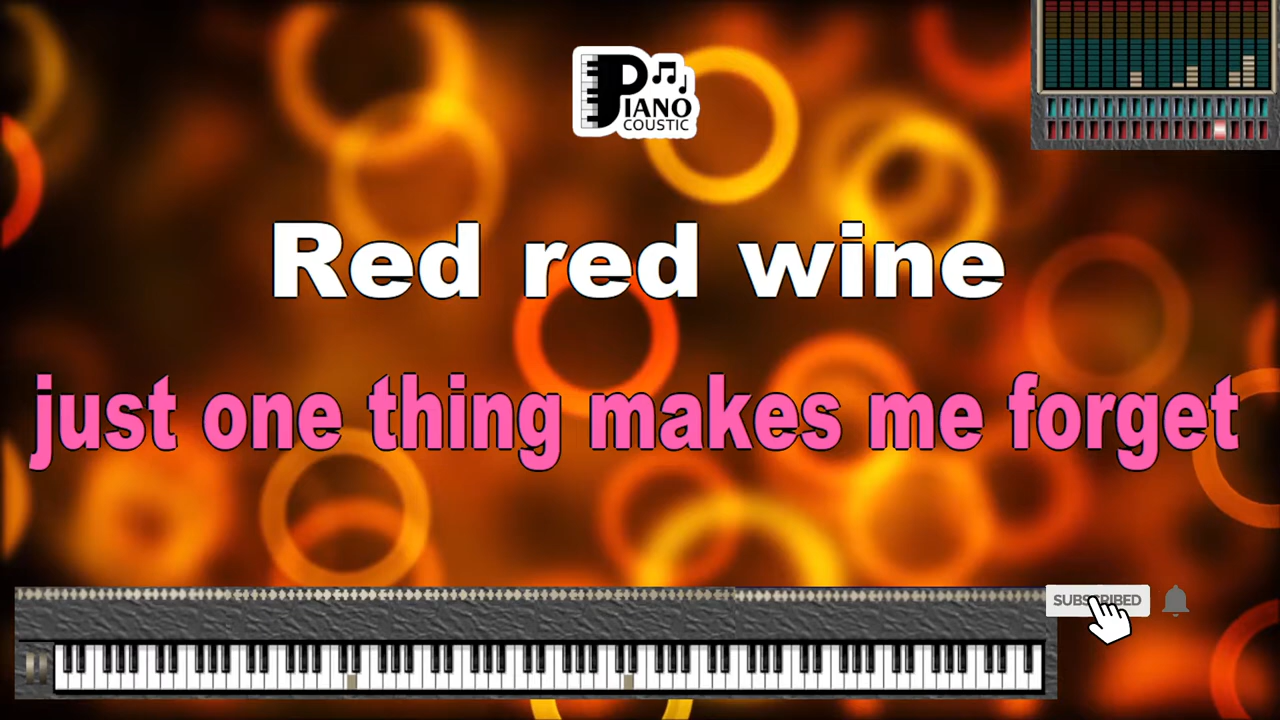 PIANO
COUSTIC
Red red wine
just one thing makes me forget
SUBSCRIBED